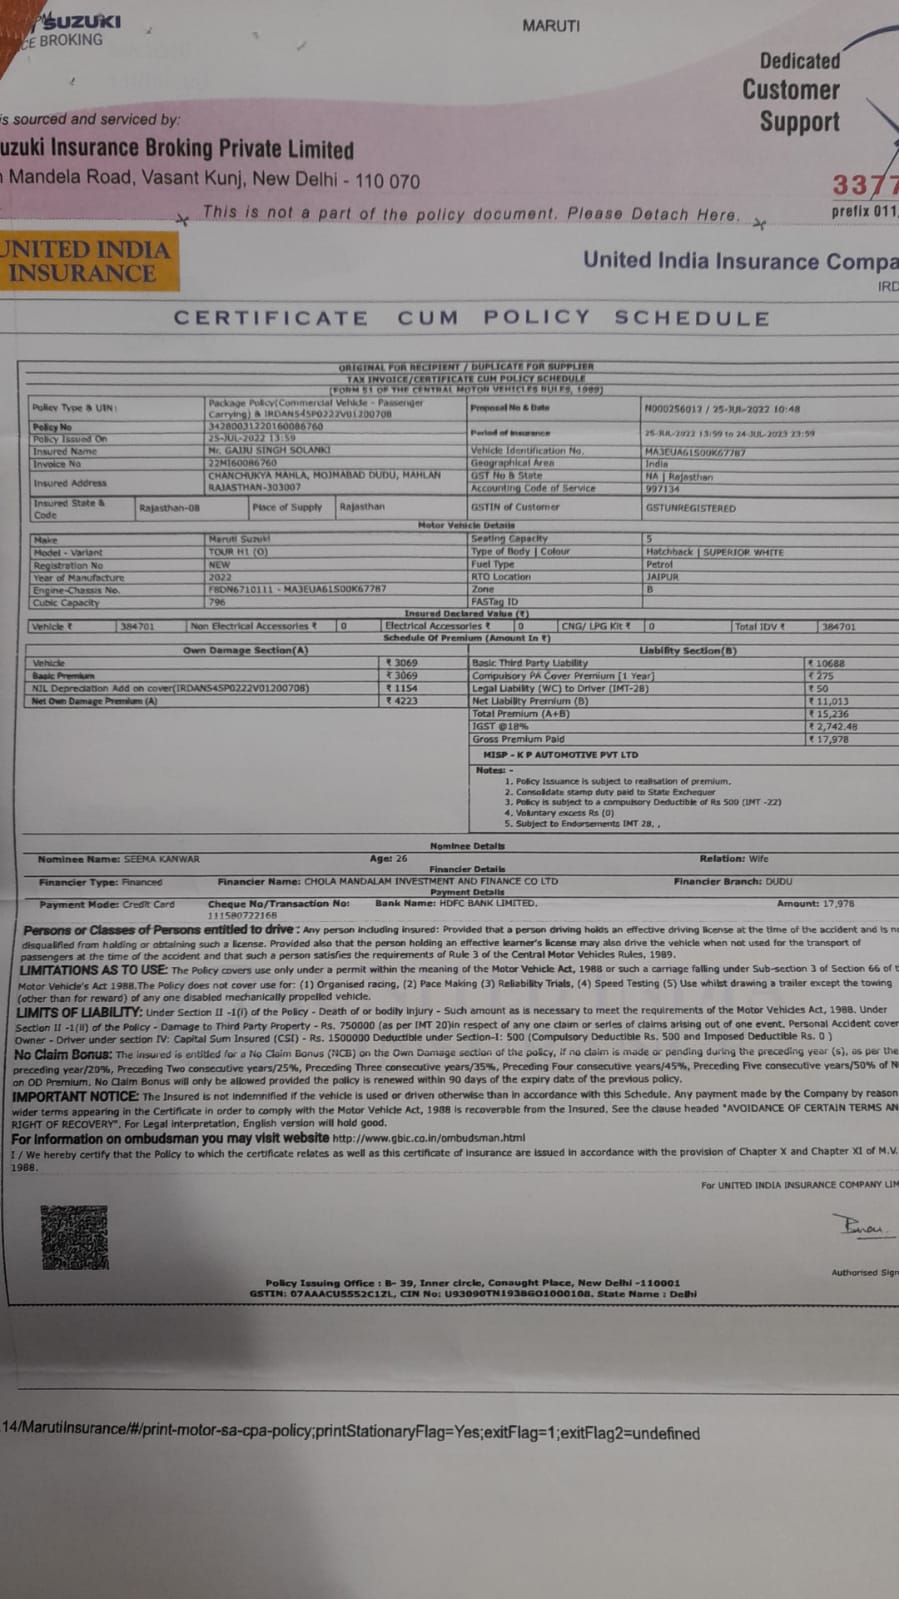 SUZUKI
CE BROKING
MARUTI
Dedicated
Customer
Support
is sourced and serviced by:
uzuki Insurance Broking Private Limited
Mandela Road, Vasant Kunj, New Delhi - 110 070
3377
prefix 011,
This is not a part of the policy document. Please Detach Here.
UNITED INDIA
INSURANCE
United India Insurance Compa
IRD
CERTIFICATE CUM POLICY SCHEDULE
ORIGINAL FOR RECIPIENT / DUPLICATE FOR SUPPLIER
TAX INVOICE/CERTIFICATE CUM POLICY SCHEDULE
(FORM 51 OF THE CENTRAL MOTOR VEHICLES RULES, 1989)
Policy Type & UIN: Package Policy(Commercial Vehicle - Passenger Carrying) & IRDAN545P0222V01200708 Proposal No & Date N000256012 / 25-JUL-2022 10:48
Policy No 3428003122016008​6760
Policy Issued On 25-JUL-2022 13:59 Period of Insurance 25-JUL-2022 13:59 to 24-JUL-2023 23:59
Insured Name Mr. GAJJU SINGH SOLANKI Vehicle Identification No. MA3EUA61S00K67787
Invoice No 22M160086760 Geographical Area India
Insured Address CHANCHUKYA MAHLA, MOJMABAD DUDU, MAHLAN RAJASTHAN-303007 GST No & State NA | Rajasthan
Accounting Code of Service 997134
Insured State & Code Rajasthan-08 Place of Supply Rajasthan GSTIN of Customer GSTUNREGISTERED
Motor Vehicle Details
Make Maruti Suzuki Seating Capacity 5
Model - Variant TOUR H1 (O) Type of Body | Colour Hatchback | SUPERIOR WHITE
Registration No NEW Fuel Type Petrol
Year of Manufacture 2022 RTO Location JAIPUR
Engine-Chassis No. F8DN6710111 - MA3EUA61S00K67787 Zone B
Cubic Capacity 796 FASTag ID
Insured Declared Value (₹)
Vehicle ₹ 384701 Non Electrical Accessories ₹ 0 Electrical Accessories ₹ 0 CNG/ LPG Kit ₹ 0 Total IDV ₹ 384701
Schedule Of Premium (Amount In ₹)
Own Damage Section(A) Liability Section(B)
Vehicle ₹ 3069 Basic Third Party Liability ₹ 10688
Basic Premium ₹ 3069 Compulsory PA Cover Premium [1 Year] ₹ 275
NIL Depreciation Add on cover(IRDAN545P0222V01200708) ₹ 1154 Legal Liability (WC) to Driver (IMT-28) ₹ 50
Net Own Damage Premium (A) ₹ 4223 Net Liability Premium (B) ₹ 11,013
Total Premium (A+B) ₹ 15,236
IGST @18% ₹ 2,742.48
Gross Premium Paid ₹ 17,978
MISP - K P AUTOMOTIVE PVT LTD
Notes: -
1. Policy Issuance is subject to realisation of premium.
2. Consolidate stamp duty paid to State Exchequer
3. Policy is subject to a compulsory Deductible of Rs 500 (IMT -22)
4. Voluntary excess Rs (0)
5. Subject to Endorsements IMT 28, ,
Nominee Details
Nominee Name: SEEMA KANWAR Age: 26 Relation: Wife
Financier Details
Financier Type: Financed Financier Name: CHOLA MANDALAM INVESTMENT AND FINANCE CO LTD Financier Branch: DUDU
Payment Details
Payment Mode: Credit Card Cheque No/Transaction No: 111580722168 Bank Name: HDFC BANK LIMITED. Amount: 17,978
Persons or Classes of Persons entitled to drive : Any person including insured: Provided that a person driving holds an effective driving license at the time of the accident and is n
disqualified from holding or obtaining such a license. Provided also that the person holding an effective learner's license may also drive the vehicle when not used for the transport of
passengers at the time of the accident and that such a person satisfies the requirements of Rule 3 of the Central Motor Vehicles Rules, 1989.
LIMITATIONS AS TO USE: The Policy covers use only under a permit within the meaning of the Motor Vehicle Act, 1988 or such a carriage falling under Sub-section 3 of Section 66 of t
Motor Vehicle's Act 1988.The Policy does not cover use for: (1) Organised racing, (2) Pace Making (3) Reliability Trials, (4) Speed Testing (5) Use whilst drawing a trailer except the towing
(other than for reward) of any one disabled mechanically propelled vehicle.
LIMITS OF LIABILITY: Under Section II -1(i) of the Policy - Death of or bodily injury - Such amount as is necessary to meet the requirements of the Motor Vehicles Act, 1988. Under
Section II -1(ii) of the Policy - Damage to Third Party Property - Rs. 750000 (as per IMT 20)in respect of any one claim or series of claims arising out of one event. Personal Accident cover
Owner - Driver under section IV: Capital Sum Insured (CSI) - Rs. 1500000 Deductible under Section-I: 500 (Compulsory Deductible Rs. 500 and Imposed Deductible Rs. 0 )
No Claim Bonus: The insured is entitled for a No Claim Bonus (NCB) on the Own Damage section of the policy, if no claim is made or pending during the preceding year (s), as per the
preceding year/20%, Preceding Two consecutive years/25%, Preceding Three consecutive years/35%, Preceding Four consecutive years/45%, Preceding Five consecutive years/50% of N
on OD Premium. No Claim Bonus will only be allowed provided the policy is renewed within 90 days of the expiry date of the previous policy.
IMPORTANT NOTICE: The Insured is not indemnified if the vehicle is used or driven otherwise than in accordance with this Schedule. Any payment made by the Company by reason
wider terms appearing in the Certificate in order to comply with the Motor Vehicle Act, 1988 is recoverable from the Insured. See the clause headed "AVOIDANCE OF CERTAIN TERMS AN
RIGHT OF RECOVERY". For Legal interpretation, English version will hold good.
For information on ombudsman you may visit website http://www.gbic.co.in/ombudsman.html
I / We hereby certify that the Policy to which the certificate relates as well as this certificate of insurance are issued in accordance with the provision of Chapter X and Chapter XI of M.V.
1988.
For UNITED INDIA INSURANCE COMPANY LIM
Authorised Sign
Policy Issuing Office : B- 39, Inner circle, Conaught Place, New Delhi -110001
GSTIN: 07AAACU5552C1ZL, CIN No: U93090TN1938GO1000108. State Name : Delhi
14/MarutiInsurance/#/print-motor-sa-cpa-policy;printStationaryFlag=Yes;exitFlag=1;exitFlag2=undefined